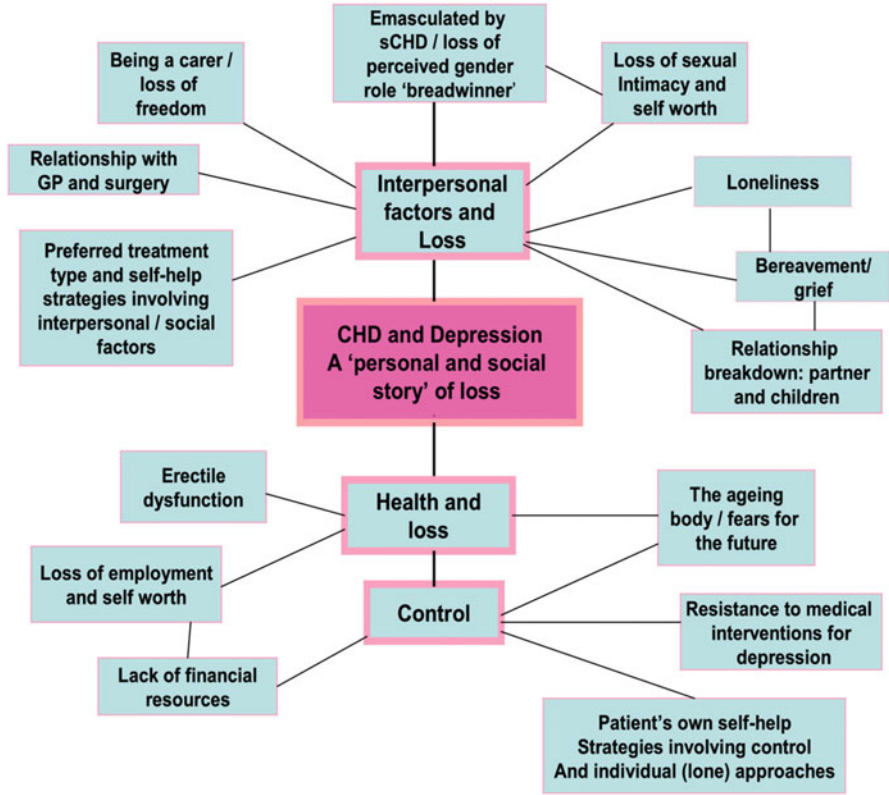 Emasculated by
sCHD / loss of
perceived gender
role ‘breadwinner’
Being a carer /
loss of
freedom
Loss of sexual
Intimacy and
self worth
Relationship with
GP and surgery
Interpersonal
factors and
Loss
Loneliness
Preferred treatment
type and self-help
strategies involving
interpersonal / social
factors
Bereavement/
grief
CHD and Depression
A ‘personal and social
story’ of loss
Relationship
breakdown: partner
and children
Erectile
dysfunction
Health and
loss
The ageing
body / fears for
the future
Loss of employment
and self worth
Control
Resistance to medical
interventions for
depression
Lack of financial
resources
Patient’s own self-help
Strategies involving control
And individual (lone) approaches